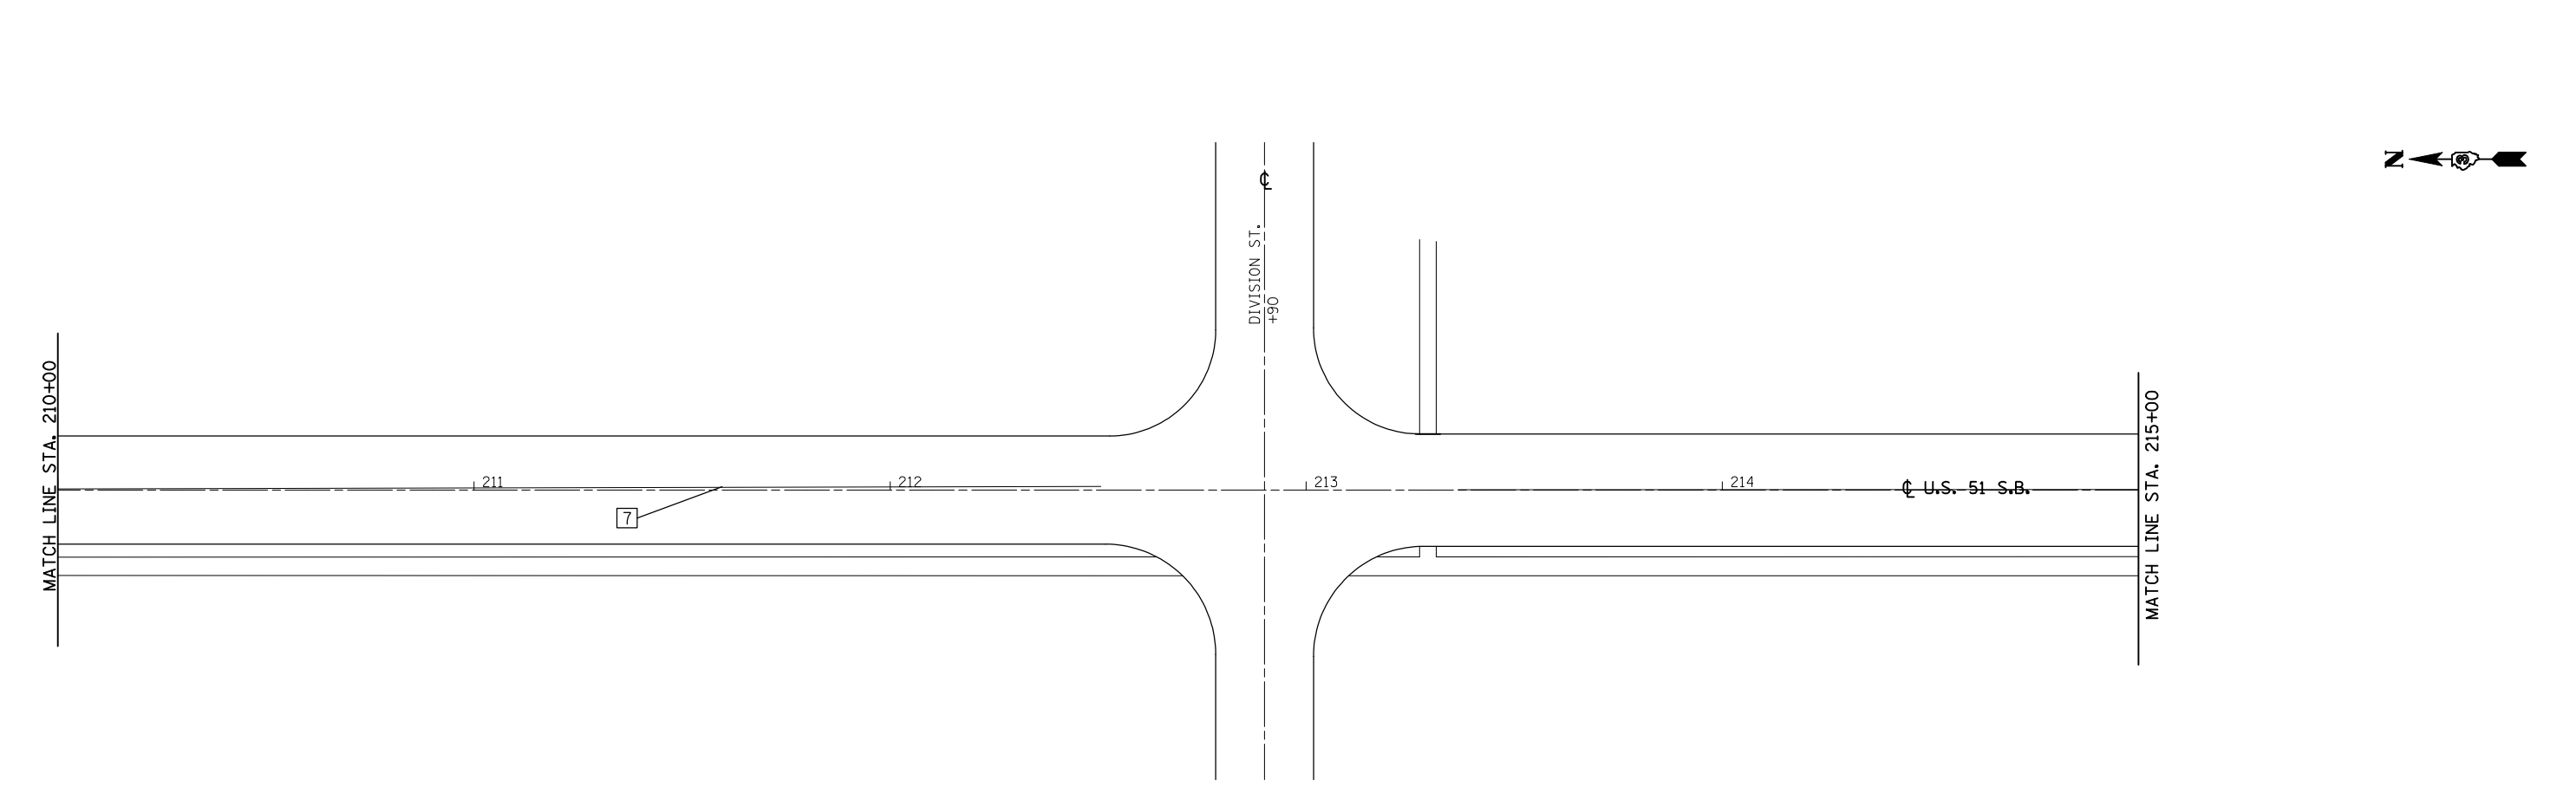 N
3
℄
DIVISION ST.
+90
MATCH LINE STA. 210+00
211
212
213
214
℄ U.S. 51 S.B.
MATCH LINE STA. 215+00
7